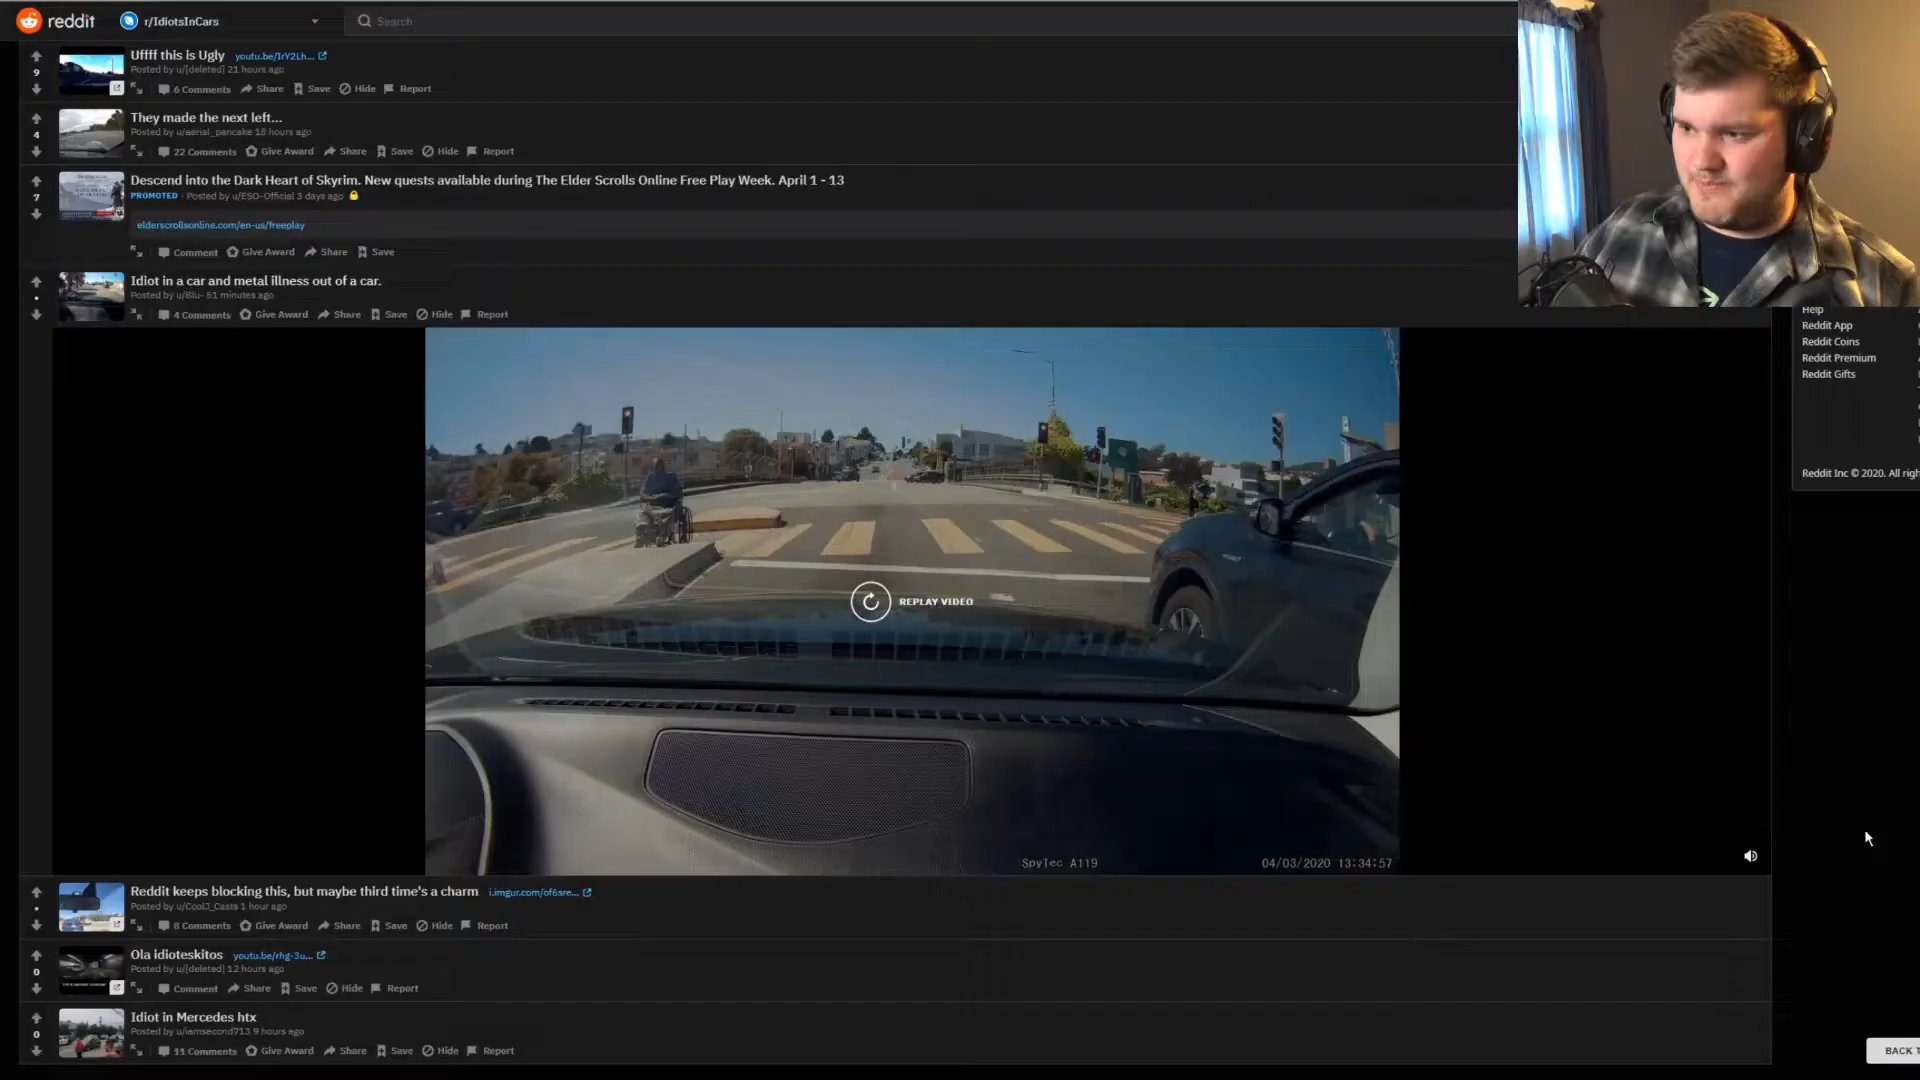 reddit r/IdiotsInCars Search
Uffff this is Ugly youtu.be/IrY2Lh...
Posted by u/[deleted] 21 hours ago
9
6 Comments Share Save Hide Report
They made the next left...
Posted by u/aerial_pancake 18 hours ago
4
22 Comments Give Award Share Save Hide Report
Descend into the Dark Heart of Skyrim. New quests available during The Elder Scrolls Online Free Play Week. April 1 - 13
PROMOTED · Posted by u/ESO-Official 3 days ago
7
elderscrollsonline.com/en-us/freeplay
Comment Give Award Share Save
Idiot in a car and metal illness out of a car.
Posted by u/Blu- 51 minutes ago
•
4 Comments Give Award Share Save Hide Report
Help
Reddit App
Reddit Coins
Reddit Premium
Reddit Gifts
Reddit Inc © 2020. All righ
REPLAY VIDEO
SpyTec A119 04/03/2020 13:34:57
Reddit keeps blocking this, but maybe third time's a charm i.imgur.com/of6sre...
Posted by u/CoolJ_Casts 1 hour ago
•
8 Comments Give Award Share Save Hide Report
Ola idioteskitos youtu.be/rhg-3u...
Posted by u/[deleted] 12 hours ago
0
Comment Share Save Hide Report
Idiot in Mercedes htx
Posted by u/iamsecond713 9 hours ago
0
11 Comments Give Award Share Save Hide Report
BACK T